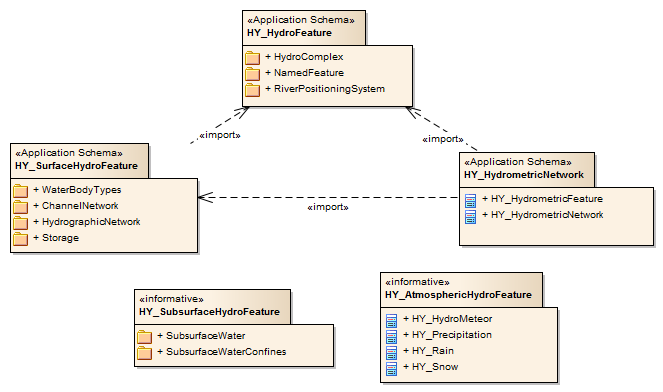 «Application Schema»
HY_HydroFeature
+ HydroComplex
+ NamedFeature
+ RiverPositioningSystem
«import»
«import»
«Application Schema»
HY_SurfaceHydroFeature
+ WaterBodyTypes
+ ChannelNetwork
+ HydrographicNetwork
+ Storage
«Application Schema»
HY_HydrometricNetwork
+ HY_HydrometricFeature
+ HY_HydrometricNetwork
«import»
«informative»
HY_SubsurfaceHydroFeature
+ SubsurfaceWater
+ SubsurfaceWaterConfines
«informative»
HY_AtmosphericHydroFeature
+ HY_HydroMeteor
+ HY_Precipitation
+ HY_Rain
+ HY_Snow